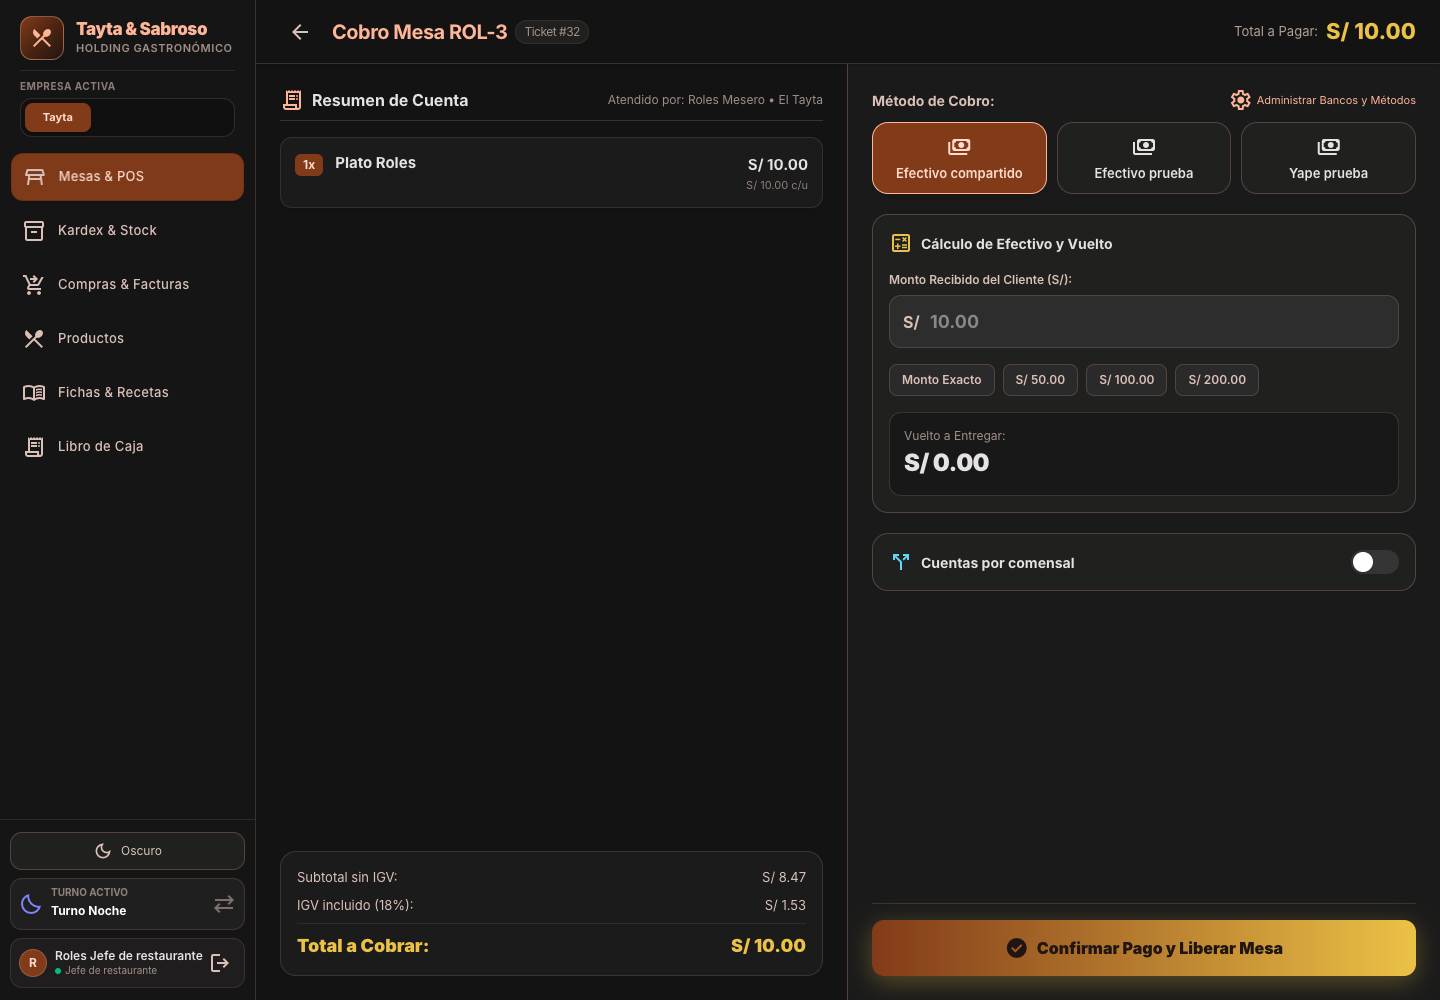 Tayta & Sabroso
HOLDING GASTRONÓMICO
EMPRESA ACTIVA
Tayta
Mesas & POS
Kardex & Stock
Compras & Facturas
Productos
Fichas & Recetas
Libro de Caja
Oscuro
TURNO ACTIVO
Turno Noche
R
Roles Jefe de restaurante
Jefe de restaurante
Cobro Mesa ROL-3
Ticket #32
Total a Pagar: S/ 10.00
Resumen de Cuenta
Atendido por: Roles Mesero • El Tayta
1x Plato Roles S/ 10.00
S/ 10.00 c/u
Subtotal sin IGV: S/ 8.47
IGV incluido (18%): S/ 1.53
Total a Cobrar: S/ 10.00
Método de Cobro:
Administrar Bancos y Métodos
Efectivo compartido
Efectivo prueba
Yape prueba
Cálculo de Efectivo y Vuelto
Monto Recibido del Cliente (S/):
S/ 10.00
Monto Exacto
S/ 50.00
S/ 100.00
S/ 200.00
Vuelto a Entregar:
S/ 0.00
Cuentas por comensal
Confirmar Pago y Liberar Mesa